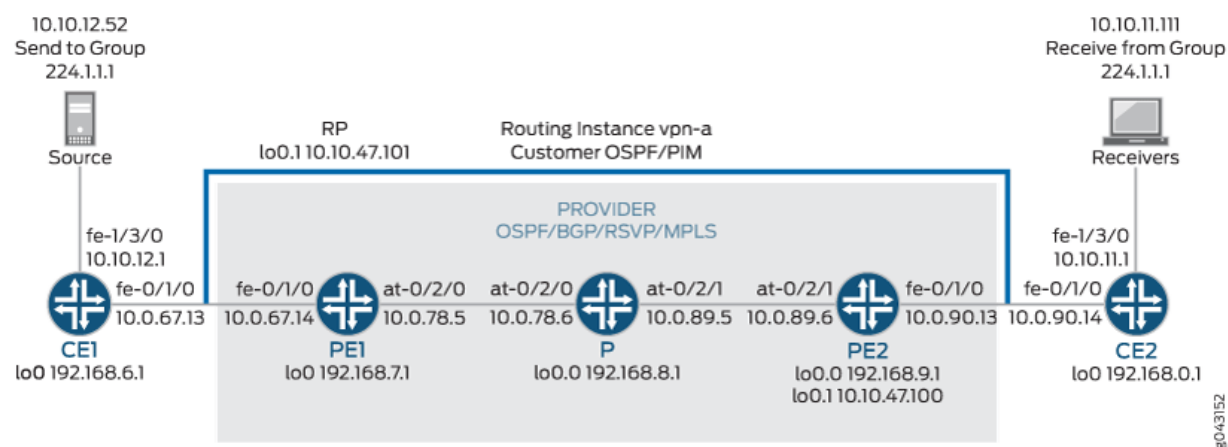 10.10.12.52
Send to Group
224.1.1.1
Source
10.10.11.111
Receive from Group
224.1.1.1
Receivers
RP
lo0.1 10.10.47.101
Routing Instance vpn-a
Customer OSPF/PIM
PROVIDER
OSPF/BGP/RSVP/MPLS
fe-1/3/0
10.10.12.1
fe-1/3/0
10.10.11.1
fe-0/1/0
fe-0/1/0
at-0/2/0
at-0/2/0
at-0/2/1
at-0/2/1
fe-0/1/0
fe-0/1/0
10.0.67.13
10.0.67.14
10.0.78.5
10.0.78.6
10.0.89.5
10.0.89.6
10.0.90.13
10.0.90.14
CE1
lo0 192.168.6.1
PE1
lo0 192.168.7.1
P
lo0.0 192.168.8.1
PE2
lo0.0 192.168.9.1
lo0.1 10.10.47.100
CE2
lo0 192.168.0.1
g043152